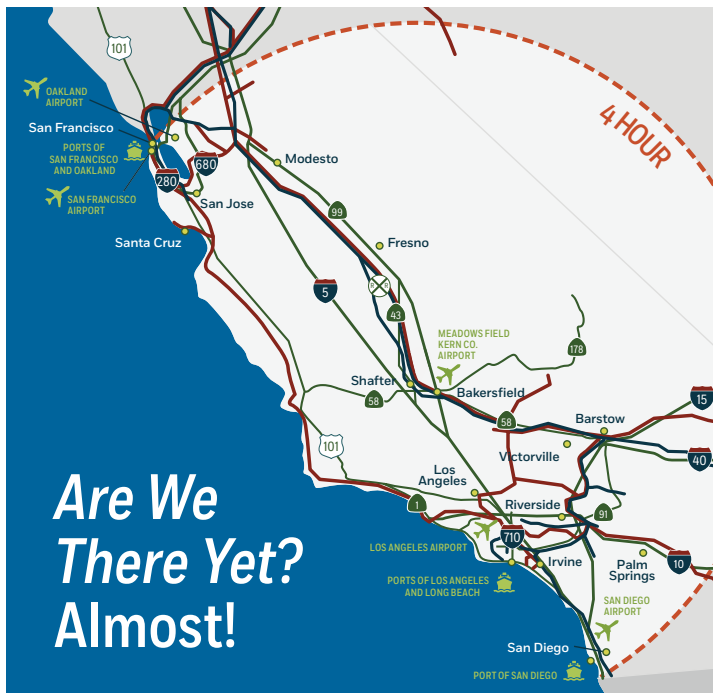 101
OAKLAND
AIRPORT
San Francisco
PORTS OF
SAN FRANCISCO
AND OAKLAND
680
280
SAN FRANCISCO
AIRPORT
San Jose
Santa Cruz
Modesto
4 HOUR
99
Fresno
5
R R
43
MEADOWS FIELD
KERN CO.
AIRPORT
178
Shafter
58
Bakersfield
58
15
Barstow
101
Victorville
40
Los
Angeles
1
Riverside
91
710
LOS ANGELES AIRPORT
Irvine
Palm
Springs
10
PORTS OF LOS ANGELES
AND LONG BEACH
SAN DIEGO
AIRPORT
San Diego
PORT OF SAN DIEGO
Are We
There Yet?
Almost!